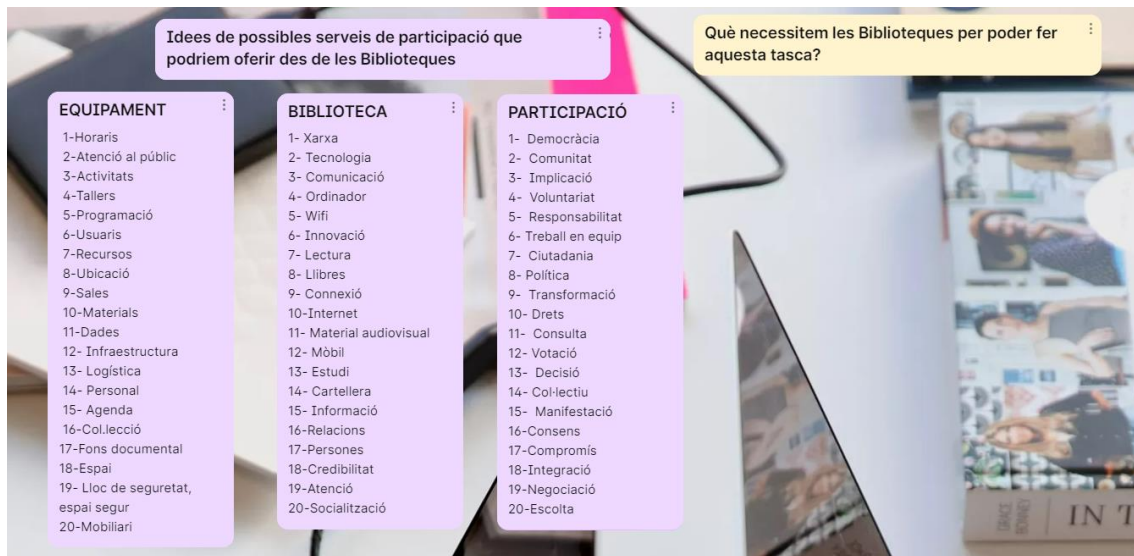 Idees de possibles serveis de participació que
podriem oferir des de les Biblioteques
Què necessitem les Biblioteques per poder fer
aquesta tasca?
EQUIPAMENT
1-Horaris
2-Atenció al públic
3-Activitats
4-Tallers
5-Programació
6-Usuaris
7-Recursos
8-Ubicació
9-Sales
10-Materials
11-Dades
12- Infraestructura
13- Logística
14- Personal
15- Agenda
16-Col.lecció
17-Fons documental
18-Espai
19- Lloc de seguretat,
espai segur
20-Mobiliari
BIBLIOTECA
1- Xarxa
2- Tecnologia
3- Comunicació
4- Ordinador
5- Wifi
6- Innovació
7- Lectura
8- Llibres
9- Connexió
10-Internet
11- Material audiovisual
12- Mòbil
13- Estudi
14- Cartellera
15- Informació
16-Relacions
17-Persones
18-Credibilitat
19-Atenció
20-Socialització
PARTICIPACIÓ
1- Democràcia
2- Comunitat
3- Implicació
4- Voluntariat
5- Responsabilitat
6- Treball en equip
7- Ciutadania
8- Política
9- Transformació
10- Drets
11- Consulta
12- Votació
13- Decisió
14- Col·lectiu
15- Manifestació
16-Consens
17-Compromís
18-Integració
19-Negociació
20-Escolta
GRACE
BONNEY
IN T